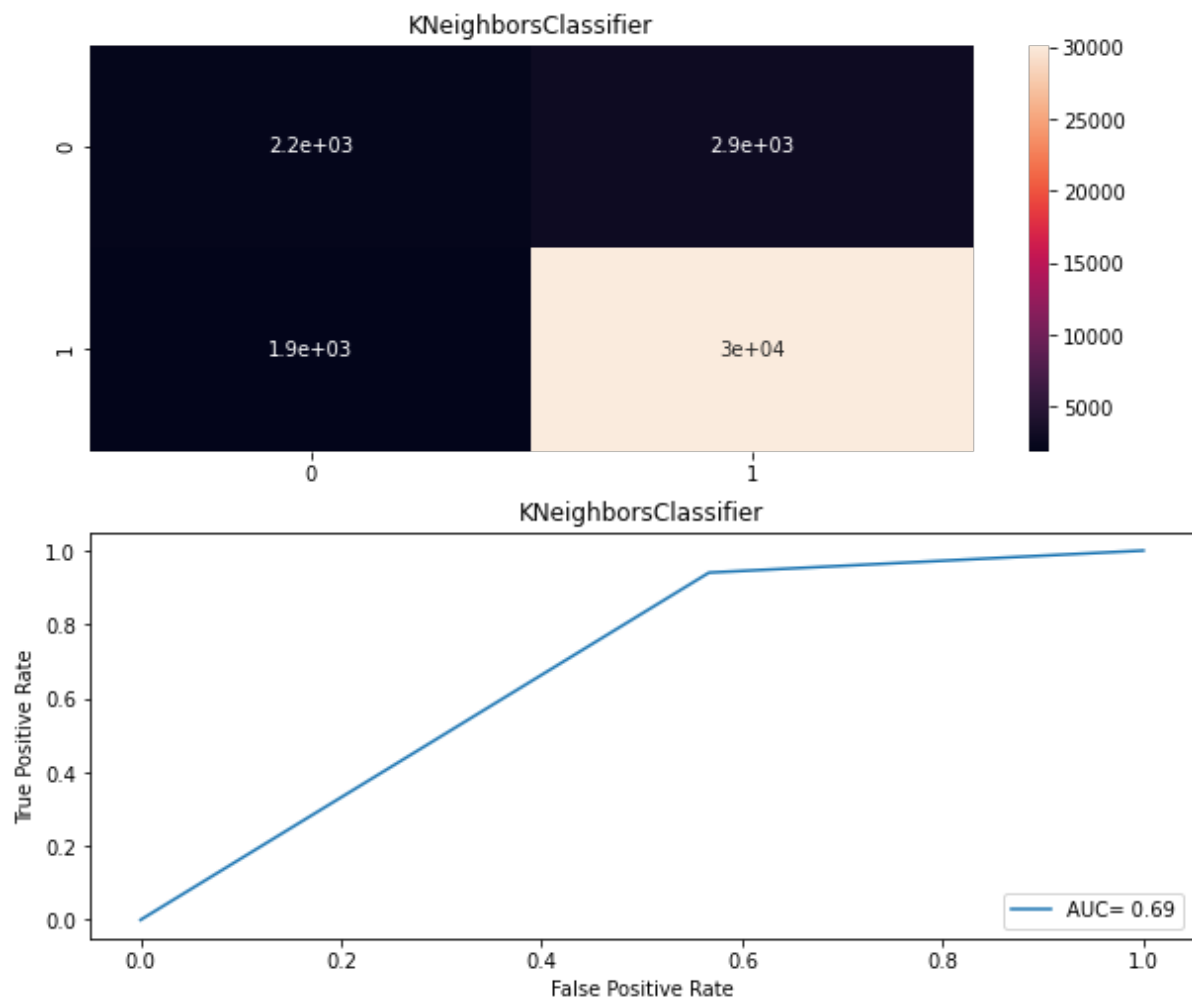 KNeighborsClassifier
30000
0
2.2e+03
2.9e+03
25000
20000
15000
1
1.9e+03
3e+04
10000
5000
0
1
KNeighborsClassifier
1.0
0.8
0.6
True Positive Rate
0.4
0.2
0.0
AUC= 0.69
0.0
0.2
0.4
0.6
0.8
1.0
False Positive Rate